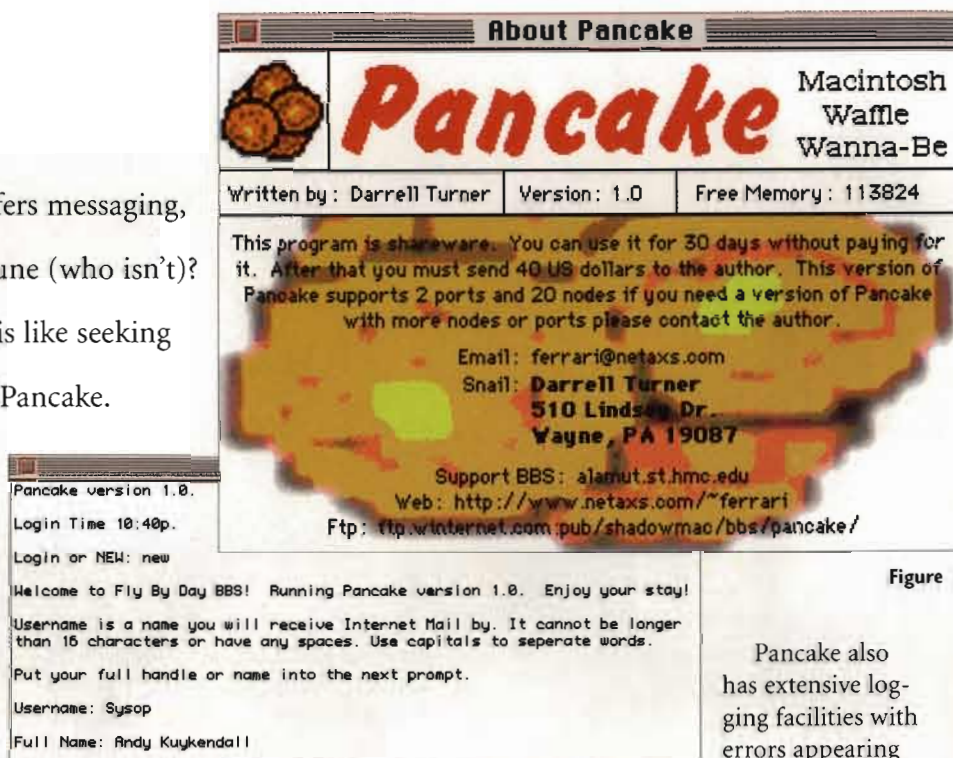 About Pancake
Pancake
Macintosh
Waffle
Wanna-Be
Written by : Darrell Turner
Version : 1.0
Free Memory : 113824
This program is shareware. You can use it for 30 days without paying for
it. After that you must send 40 US dollars to the author. This version of
Pancake supports 2 ports and 20 nodes if you need a version of Pancake
with more nodes or ports please contact the author.
Email: ferrari@netaxs.com
Snail: Darrell Turner
510 Lindsey Dr.
Wayne, PA 19087
Support BBS: alamut.st.hmc.edu
Web: http://www.netaxs.com/~ferrari
Ftp: ftp.winternet.com:pub/shadowmac/bbs/pancake/
fers messaging,
une (who isn't)?
is like seeking
Pancake.
Pancake version 1.0.
Login Time 10:40p.
Login or NEW: new
Welcome to Fly By Day BBS! Running Pancake version 1.0. Enjoy your stay!
Username is a name you will receive Internet Mail by. It cannot be longer
than 16 characters or have any spaces. Use capitals to seperate words.
Put your full handle or name into the next prompt.
Username: Sysop
Full Name: Andy Kuykendall
Figure
Pancake also
has extensive log-
ging facilities with
errors appearing